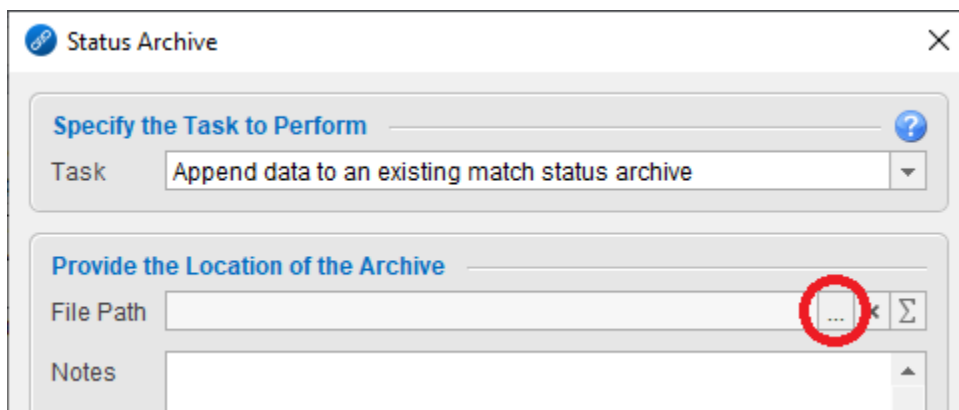 Status Archive
Specify the Task to Perform
?
Task Append data to an existing match status archive
Provide the Location of the Archive
File Path ... Σ
Notes